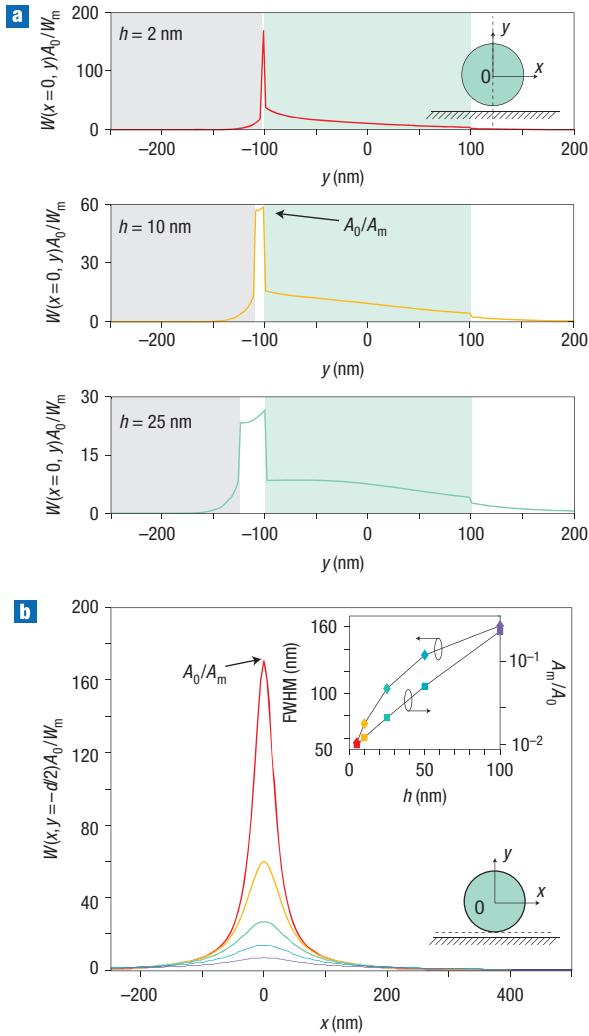 a
W(x=0, y)A0/Wm
200
100
0
h = 2 nm
y
0
x
−200
−100
0
100
200
y (nm)
W(x=0, y)A0/Wm
60
30
0
h = 10 nm
A0/Am
−200
−100
0
100
200
y (nm)
W(x=0, y)A0/Wm
30
15
0
h = 25 nm
−200
−100
0
100
200
y (nm)
b
W(x, y=−d/2)A0/Wm
200
160
120
80
40
0
A0/Am
FWHM (nm)
160
100
50
10−1
10−2
Am/A0
0
50
100
h (nm)
y
x
0
−200
0
200
400
x (nm)